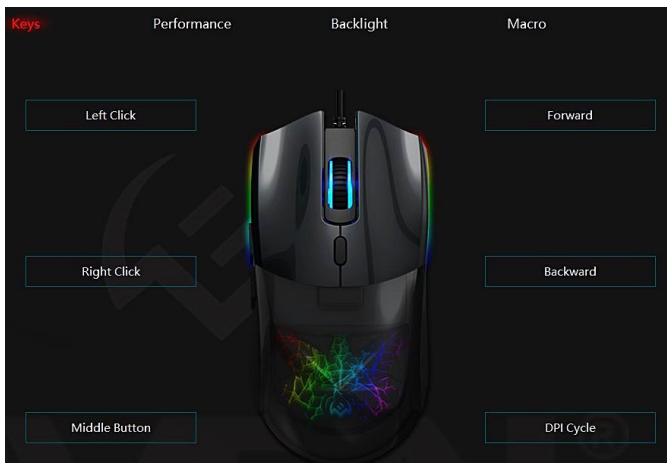 Keys Performance Backlight Macro
Left Click Forward
Right Click Backward
Middle Button DPI Cycle